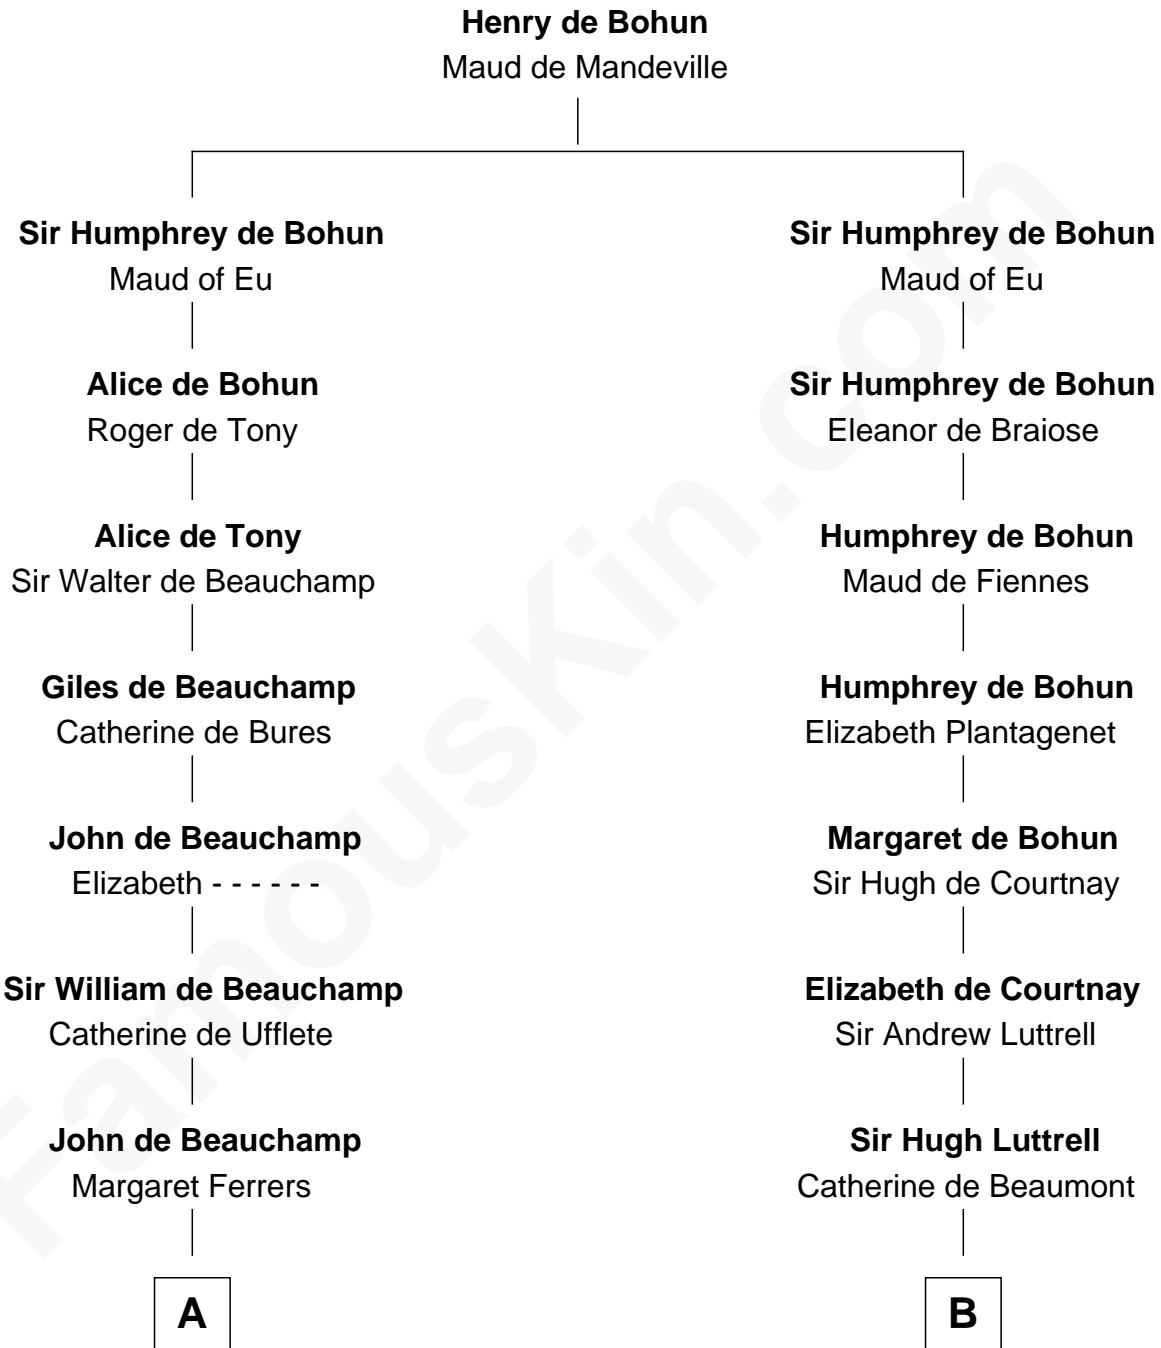 Henry de Bohun
Maud de Mandeville
Sir Humphrey de Bohun
Maud of Eu
Alice de Bohun
Roger de Tony
Alice de Tony
Sir Walter de Beauchamp
Giles de Beauchamp
Catherine de Bures
John de Beauchamp
Elizabeth - - - - - -
Sir William de Beauchamp
Catherine de Ufflete
John de Beauchamp
Margaret Ferrers
A
Sir Humphrey de Bohun
Maud of Eu
Sir Humphrey de Bohun
Eleanor de Braiose
Humphrey de Bohun
Maud de Fiennes
Humphrey de Bohun
Elizabeth Plantagenet
Margaret de Bohun
Sir Hugh de Courtnay
Elizabeth de Courtnay
Sir Andrew Luttrell
Sir Hugh Luttrell
Catherine de Beaumont
B
FamousKin.com